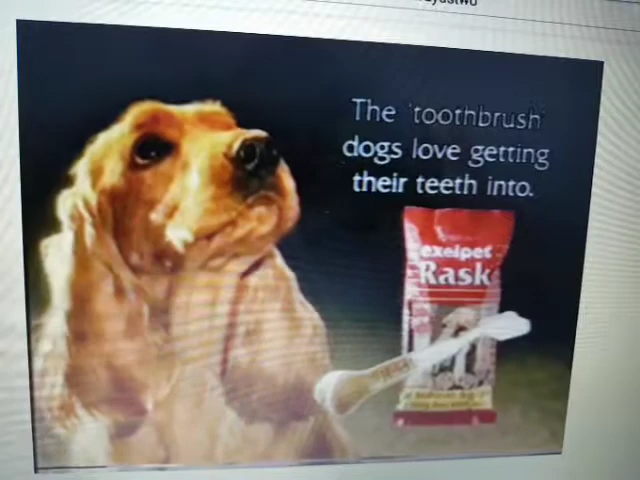 The 'toothbrush'
dogs love getting
their teeth into.
exelpet
Rask